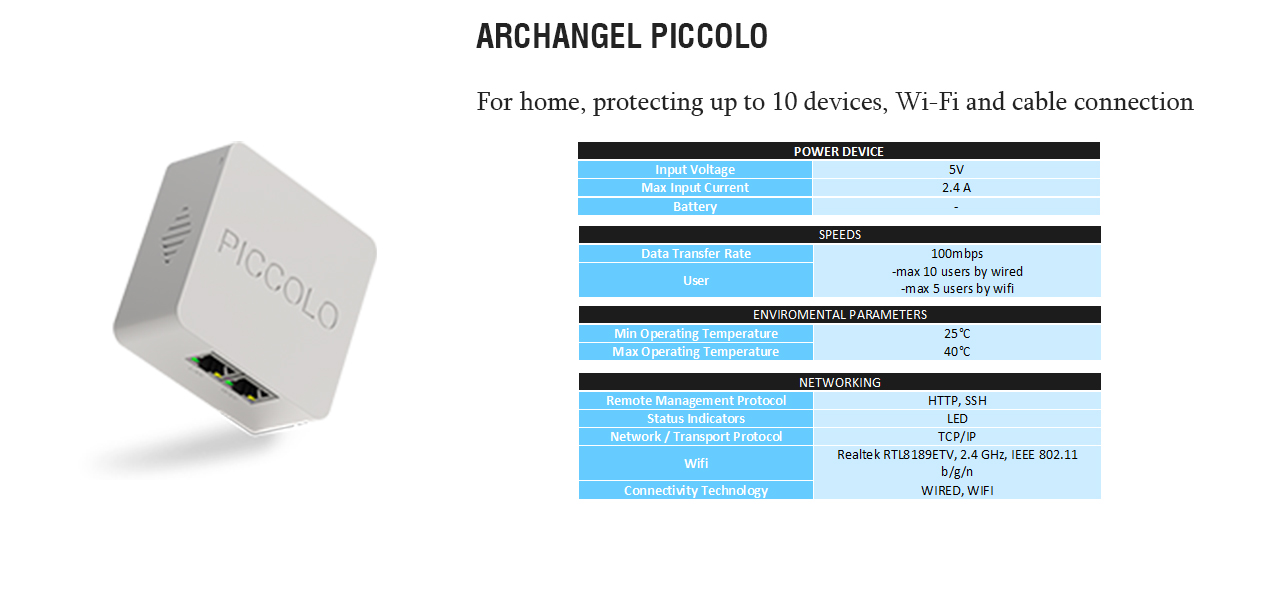 ARCHANGEL PICCOLO
For home, protecting up to 10 devices, Wi-Fi and cable connection
PICCOLO
POWER DEVICE
Input Voltage 5V
Max Input Current 2.4 A
Battery -
SPEEDS
Data Transfer Rate 100mbps
User -max 10 users by wired
-max 5 users by wifi
ENVIROMENTAL PARAMETERS
Min Operating Temperature 25°C
Max Operating Temperature 40°C
NETWORKING
Remote Management Protocol HTTP, SSH
Status Indicators LED
Network / Transport Protocol TCP/IP
Wifi Realtek RTL8189ETV, 2.4 GHz, IEEE 802.11
b/g/n
Connectivity Technology WIRED, WIFI